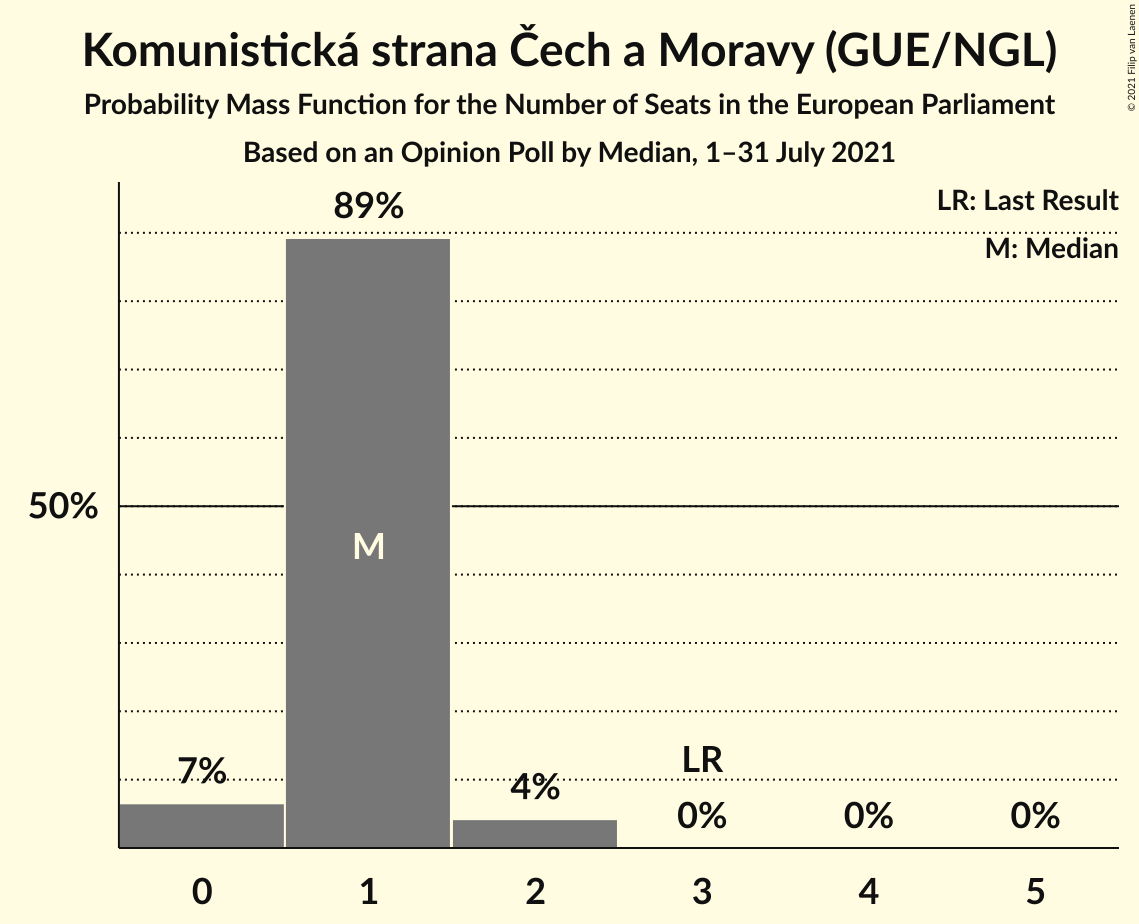 Komunistická strana Čech a Moravy (GUE/NGL)
Probability Mass Function for the Number of Seats in the European Parliament
Based on an Opinion Poll by Median, 1–31 July 2021
© 2021 Filip van Laenen
LR: Last Result
M: Median
89%
50%
M
7%
4%
LR
0%
0%
0%
0 1 2 3 4 5